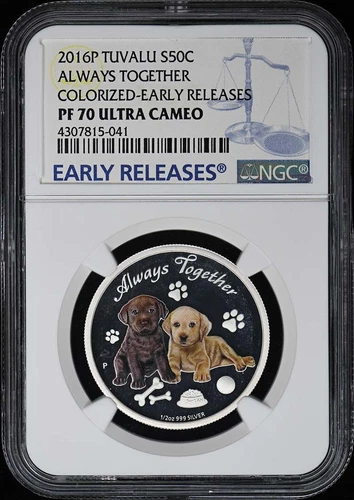 2016P TUVALU S50C
ALWAYS TOGETHER
COLORIZED-EARLY RELEASES
PF 70 ULTRA CAMEO
4307815-041
EARLY RELEASES® NGC®
Always Together
P
1/2oz 999 SILVER